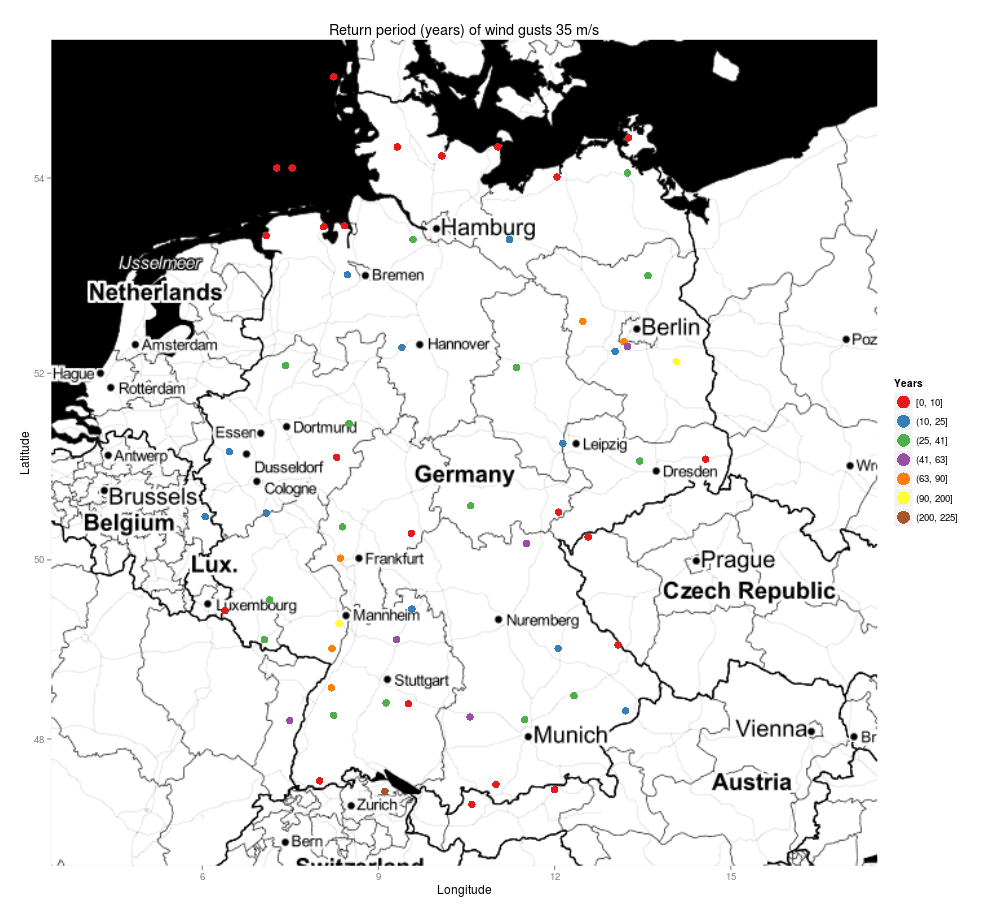 Return period (years) of wind gusts 35 m/s
Hamburg
IJsselmeer
Bremen
Netherlands
Berlin
Amsterdam
Hannover
Poz
Hague
Rotterdam
Essen
Dortmund
Leipzig
Antwerp
Dusseldorf
Germany
Dresden
Wr
Brussels
Cologne
Belgium
Lux.
Frankfurt
Prague
Czech Republic
Luxembourg
Mannheim
Nuremberg
Stuttgart
Munich
Vienna
Br
Austria
Zurich
Bern
Switzerland
54
52
50
48
Latitude
6
9
12
15
Longitude
Years
[0, 10]
(10, 25]
(25, 41]
(41, 63]
(63, 90]
(90, 200]
(200, 225]